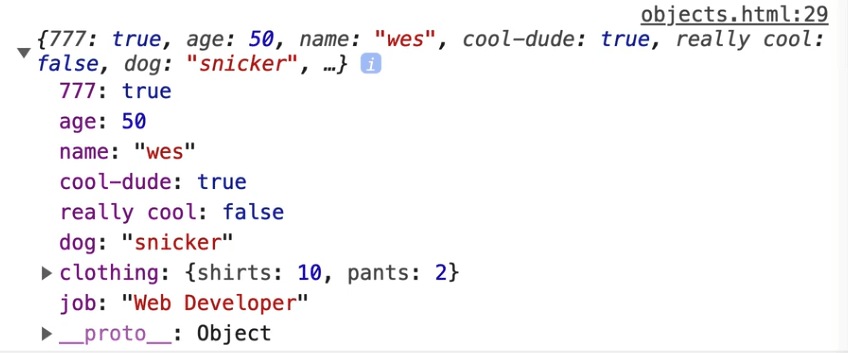 objects.html:29
{777: true, age: 50, name: "wes", cool-dude: true, really cool:
false, dog: "snicker", …} i
777: true
age: 50
name: "wes"
cool-dude: true
really cool: false
dog: "snicker"
clothing: {shirts: 10, pants: 2}
job: "Web Developer"
__proto__: Object